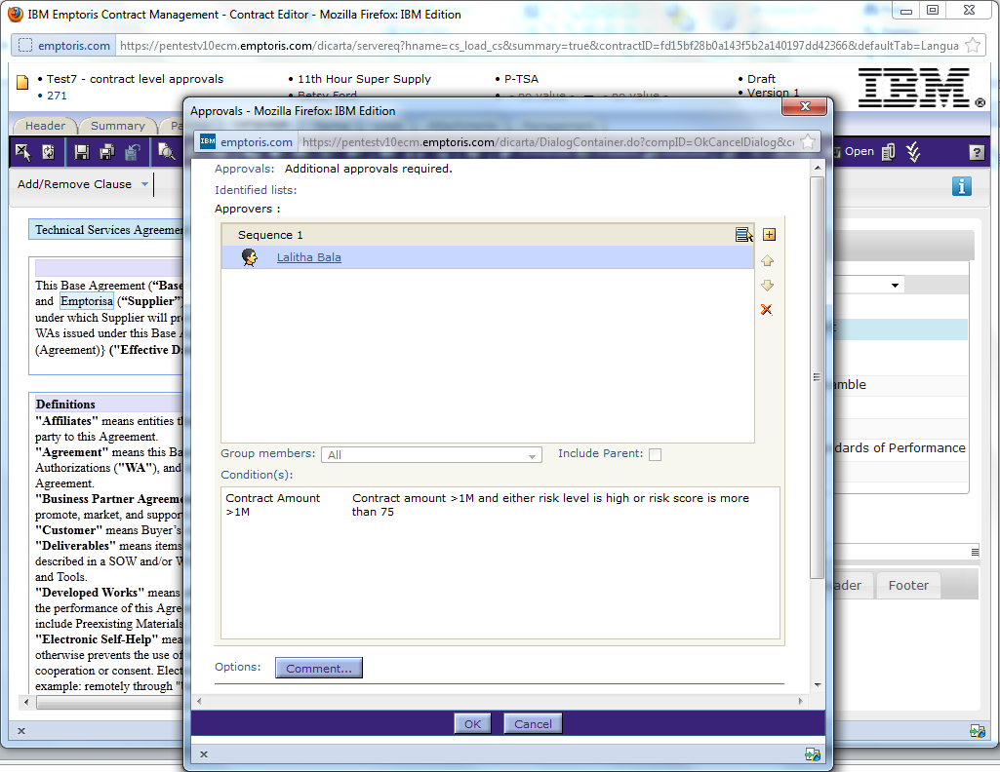 IBM Emptoris Contract Management - Contract Editor - Mozilla Firefox: IBM Edition
emptoris.com https://pentestv10ecm.emptoris.com/dicarta/servereq?hname=cs_load_cs&summary=true&contractID=fd15bf28b0a143f5b2a140197dd42366&defaultTab=Langua
• Test7 - contract level approvals • 11th Hour Super Supply • P-TSA • Draft
• 271 • Betsy Ford • - no value - - no value - • Version 1
IBM®
Header Summary
Open
Add/Remove Clause
Technical Services Agreeme
This Base Agreement ("Base
and Emptorisa ("Supplier")
under which Supplier will pr
WAs issued under this Base A
(Agreement)} ("Effective Da
Definitions
"Affiliates" means entities th
party to this Agreement.
"Agreement" means this Ba
Authorizations ("WA"), and
Agreement.
"Business Partner Agreeme
promote, market, and suppor
"Customer" means Buyer's
"Deliverables" means items
described in a SOW and/or W
and Tools.
"Developed Works" means
the performance of this Agre
include Preexisting Materials
"Electronic Self-Help" mea
otherwise prevents the use of
cooperation or consent. Elect
example: remotely through "
Approvals - Mozilla Firefox: IBM Edition
IBM emptoris.com https://pentestv10ecm.emptoris.com/dicarta/DialogContainer.do?compID=OkCancelDialog&c
Approvals: Additional approvals required.
Identified lists:
Approvers :
Sequence 1
Lalitha Bala
Group members: All Include Parent:
Condition(s):
Contract Amount Contract amount >1M and either risk level is high or risk score is more
>1M than 75
Options: Comment...
OK Cancel
amble
dards of Performance
ader Footer